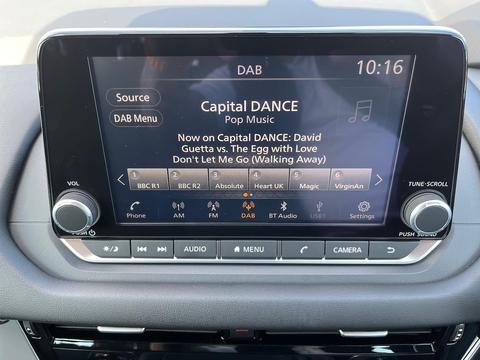 DAB
10:16
Source
Capital DANCE
DAB Menu
Pop Music
Now on Capital DANCE: David
Guetta vs. The Egg with Love
Don't Let Me Go (Walking Away)
1 2 3 4 5 6
BBC R1 BBC R2 Absolute Heart UK Magic VirginAn
Phone AM FM DAB BT Audio USB1 Settings
VOL
TUNE·SCROLL
PUSH
PUSH SOUND
AUDIO MENU CAMERA